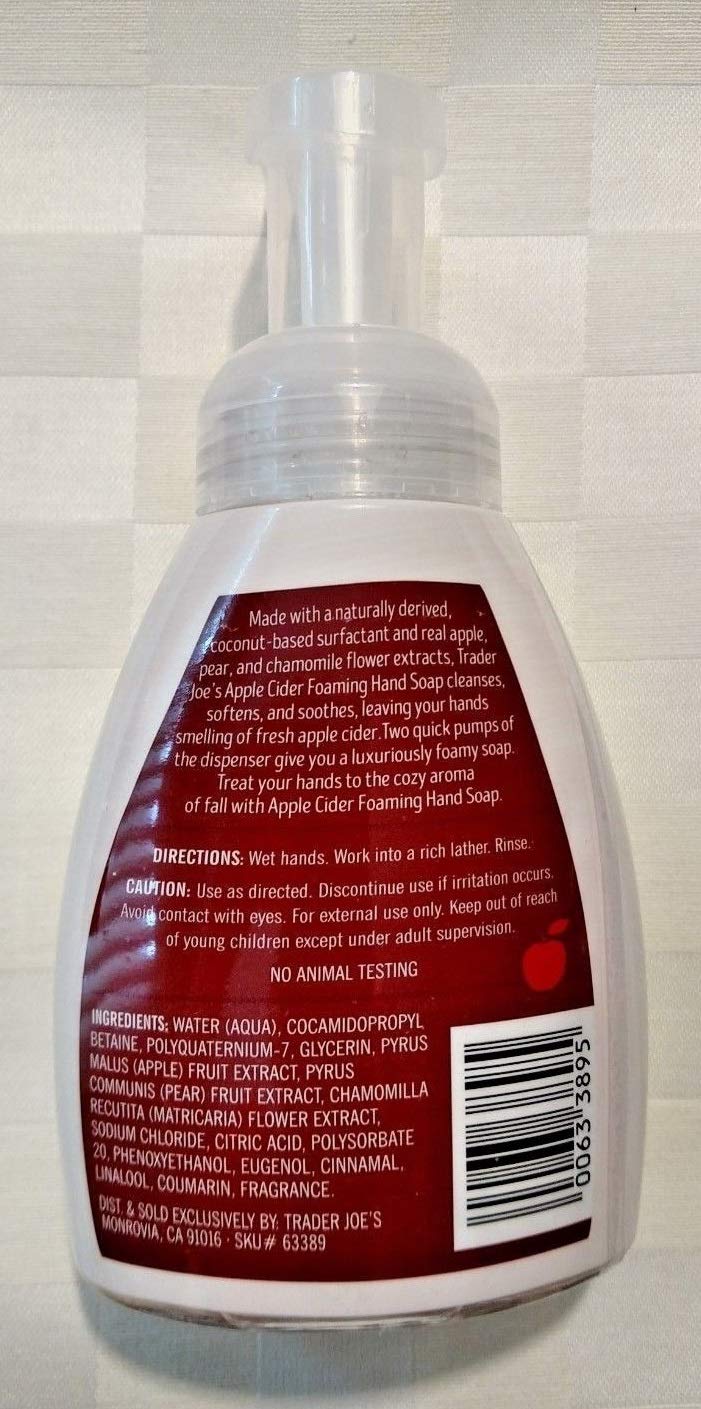 Made with a naturally derived,
coconut-based surfactant and real apple,
pear, and chamomile flower extracts, Trader
Joe's Apple Cider Foaming Hand Soap cleanses,
softens, and soothes, leaving your hands
smelling of fresh apple cider. Two quick pumps of
the dispenser give you a luxuriously foamy soap.
Treat your hands to the cozy aroma
of fall with Apple Cider Foaming Hand Soap.
DIRECTIONS: Wet hands. Work into a rich lather. Rinse.
CAUTION: Use as directed. Discontinue use if irritation occurs.
Avoid contact with eyes. For external use only. Keep out of reach
of young children except under adult supervision.
NO ANIMAL TESTING
INGREDIENTS: WATER (AQUA), COCAMIDOPROPYL
BETAINE, POLYQUATERNIUM-7, GLYCERIN, PYRUS
MALUS (APPLE) FRUIT EXTRACT, PYRUS
COMMUNIS (PEAR) FRUIT EXTRACT, CHAMOMILLA
RECUTITA (MATRICARIA) FLOWER EXTRACT,
SODIUM CHLORIDE, CITRIC ACID, POLYSORBATE
20, PHENOXYETHANOL, EUGENOL, CINNAMAL,
LINALOOL, COUMARIN, FRAGRANCE.
DIST. & SOLD EXCLUSIVELY BY: TRADER JOE'S
MONROVIA, CA 91016 · SKU# 63389
0063 3895